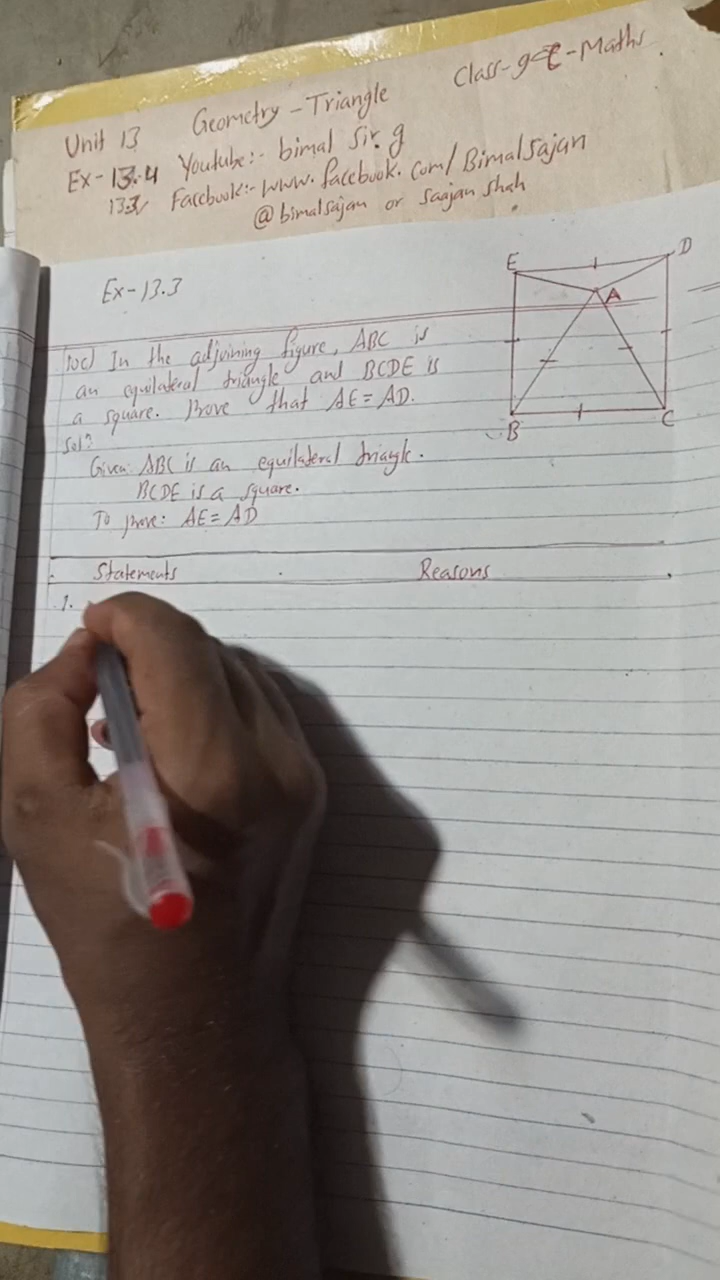 Unit 13 Geometry - Triangle Class-9 - Maths
Ex-13.4 Youtube:- bimal sir. g
13.3 Facebook:- www.facebook.com/Bimalsajan
@bimalsajan or saajan shah
Ex-13.3
E D
A
B C
10c) In the adjoining figure, ABC is
an equilateral triangle and BCDE is
a square. Prove that AE = AD.
Solⁿ
Given: ABC is an equilateral triangle.
BCDE is a square.
To prove: AE = AD
Statements Reasons
1.